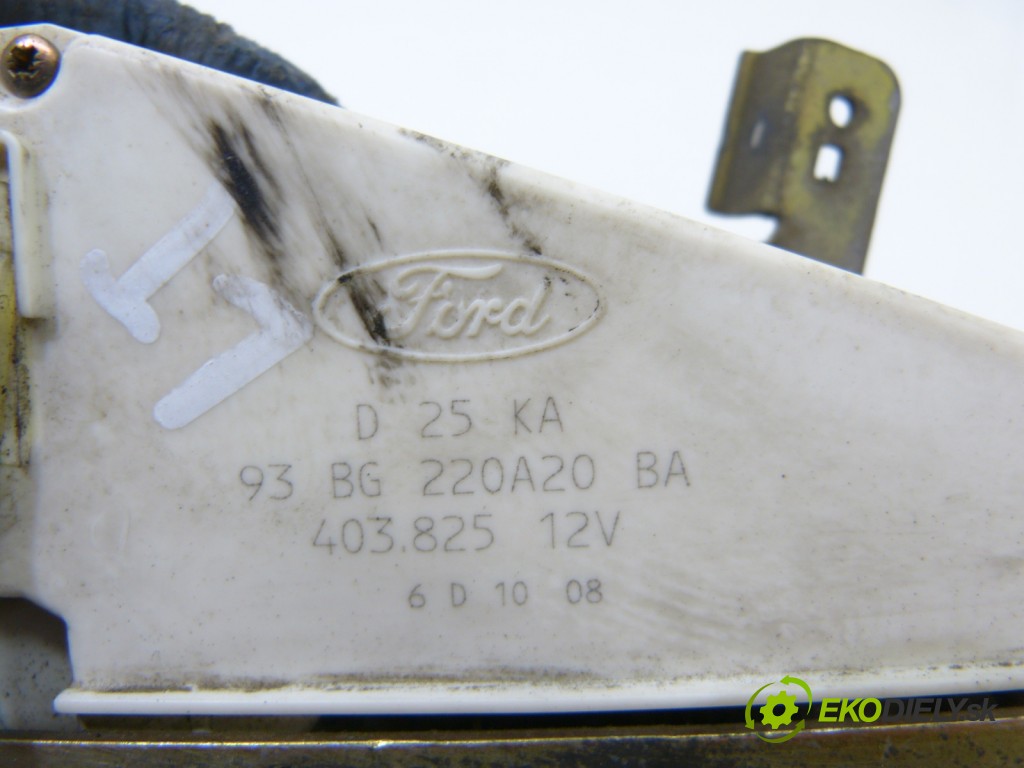 Ford
D 25 KA
93 BG 220A20 BA
403.825 12V
6 D 10 08
EKODIELY.sk